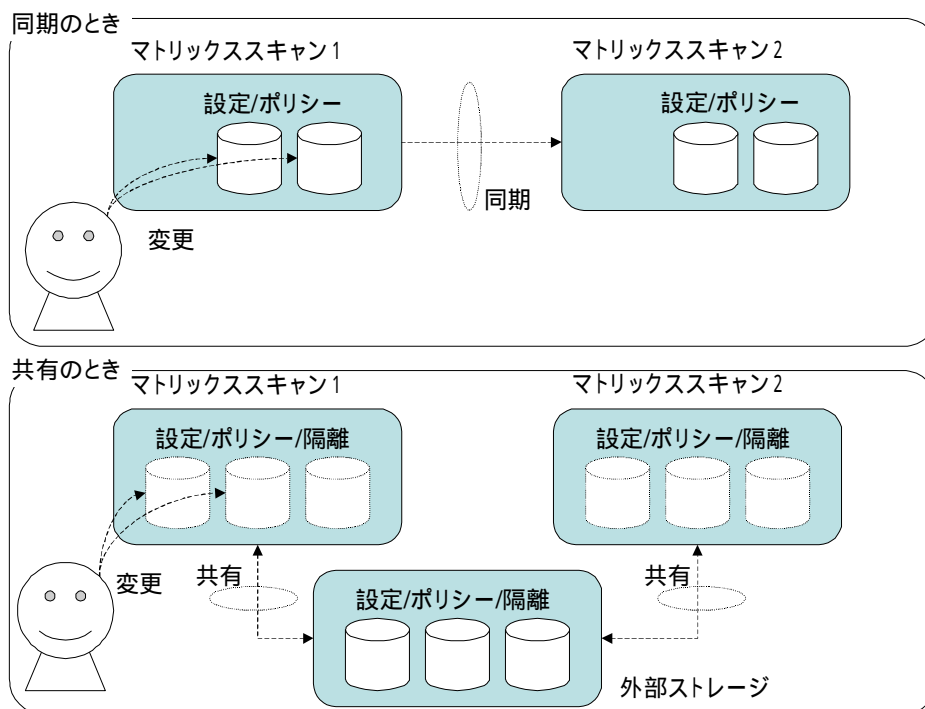 同期のとき
マトリックススキャン1
マトリックススキャン2
設定/ポリシー
設定/ポリシー
同期
変更
共有のとき
マトリックススキャン1
マトリックススキャン2
設定/ポリシー/隔離
設定/ポリシー/隔離
変更
共有
共有
設定/ポリシー/隔離
外部ストレージ